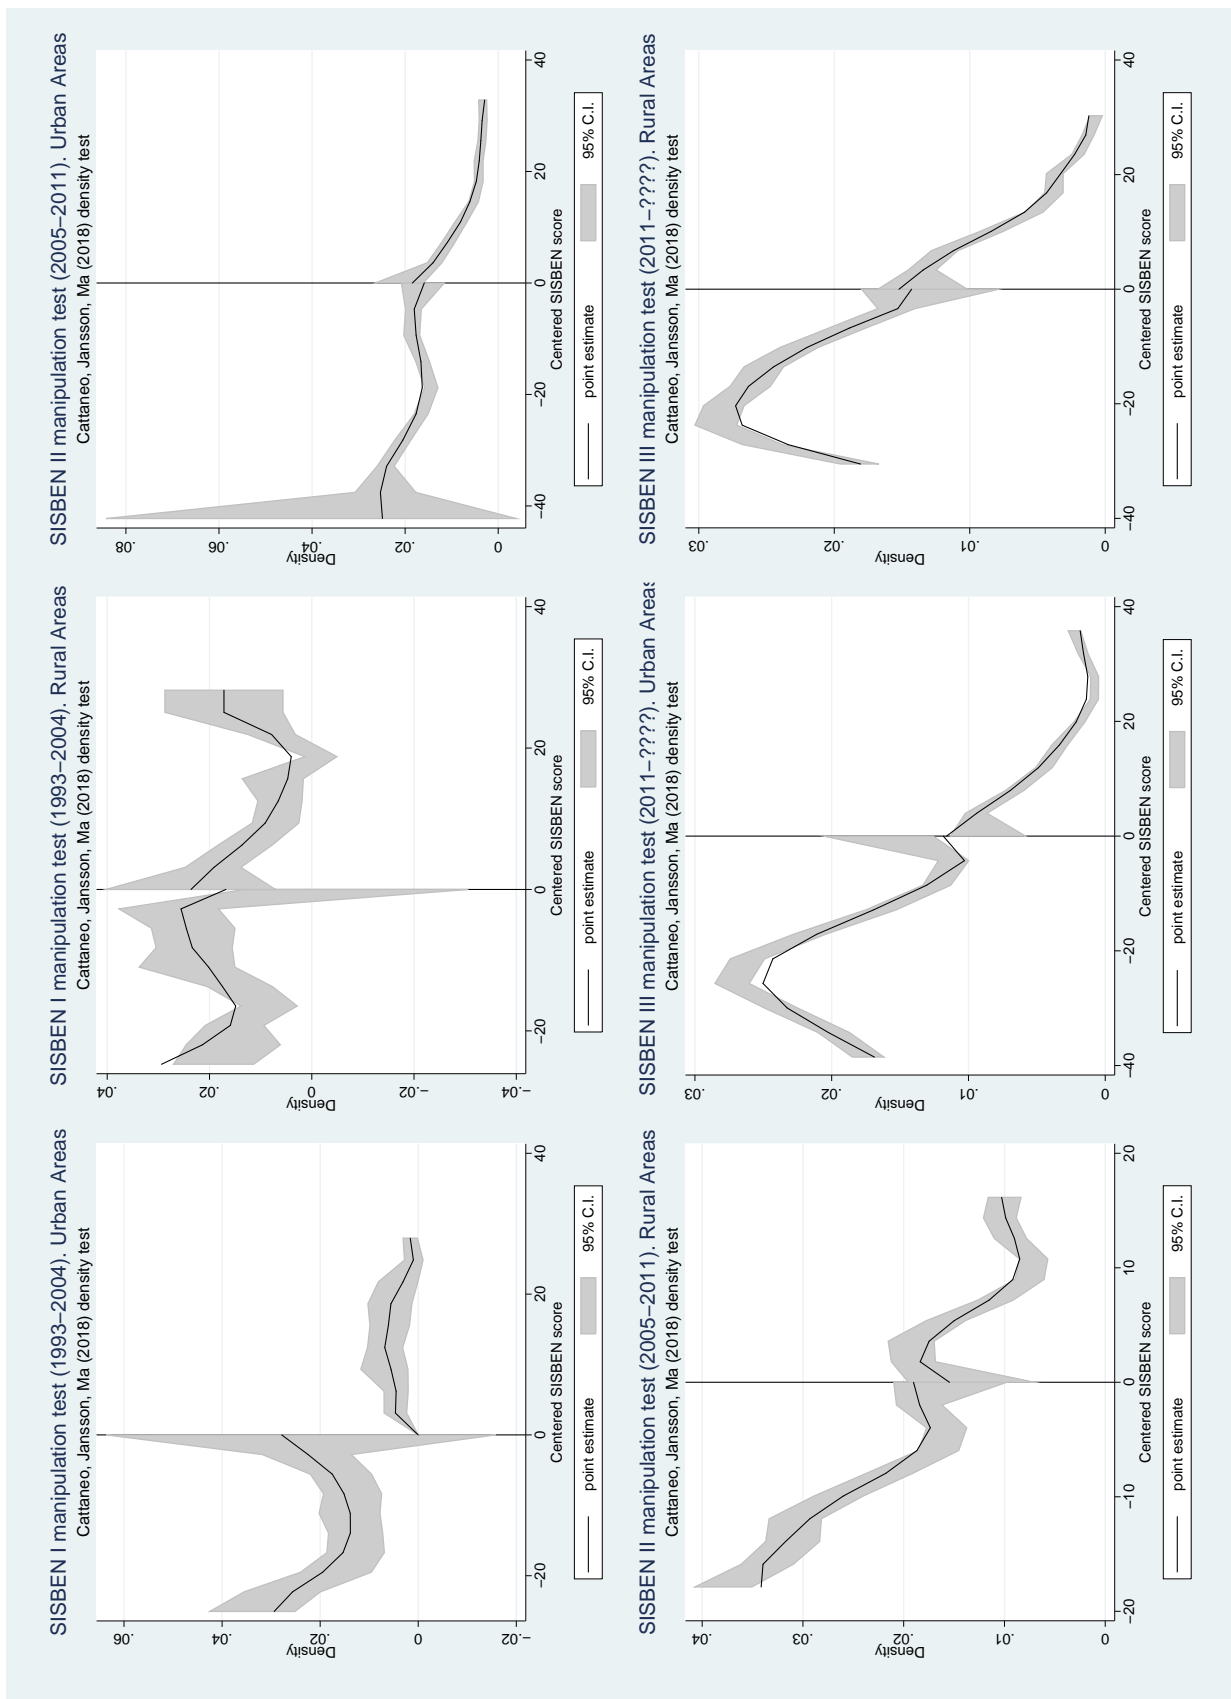 SISBEN I manipulation test (1993−2004). Urban Areas
Cattaneo, Jansson, Ma (2018) density test
Density
.06
.04
.02
0
−.02
−20 0 20 40
Centered SISBEN score
point estimate 95% C.I.
SISBEN I manipulation test (1993−2004). Rural Areas
Cattaneo, Jansson, Ma (2018) density test
Density
.04
.02
0
−.02
−.04
−20 0 20 40
Centered SISBEN score
point estimate 95% C.I.
SISBEN II manipulation test (2005−2011). Urban Areas
Cattaneo, Jansson, Ma (2018) density test
Density
.08
.06
.04
.02
0
−40 −20 0 20 40
Centered SISBEN score
point estimate 95% C.I.
SISBEN II manipulation test (2005−2011). Rural Areas
Cattaneo, Jansson, Ma (2018) density test
Density
.04
.03
.02
.01
0
−20 −10 0 10 20
Centered SISBEN score
point estimate 95% C.I.
SISBEN III manipulation test (2011−????). Urban Areas
Cattaneo, Jansson, Ma (2018) density test
Density
.03
.02
.01
0
−40 −20 0 20 40
Centered SISBEN score
point estimate 95% C.I.
SISBEN III manipulation test (2011−????). Rural Areas
Cattaneo, Jansson, Ma (2018) density test
Density
.03
.02
.01
0
−40 −20 0 20 40
Centered SISBEN score
point estimate 95% C.I.